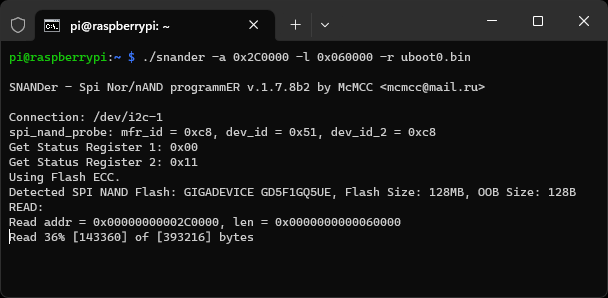 pi@raspberrypi: ~
pi@raspberrypi:~ $ ./snander -a 0x2C0000 -l 0x060000 -r uboot0.bin
SNANDer - Spi Nor/nAND programmER v.1.7.8b2 by McMCC <mcmcc@mail.ru>
Connection: /dev/i2c-1
spi_nand_probe: mfr_id = 0xc8, dev_id = 0x51, dev_id_2 = 0xc8
Get Status Register 1: 0x00
Get Status Register 2: 0x11
Using Flash ECC.
Detected SPI NAND Flash: GIGADEVICE GD5F1GQ5UE, Flash Size: 128MB, OOB Size: 128B
READ:
Read addr = 0x00000000002C0000, len = 0x0000000000060000
Read 36% [143360] of [393216] bytes